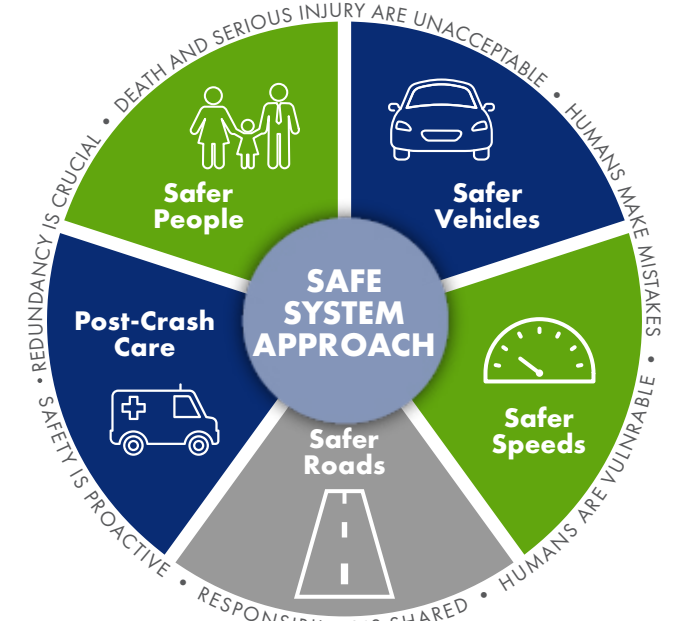 DEATH AND SERIOUS INJURY ARE UNACCEPTABLE •
HUMANS MAKE MISTAKES •
HUMANS ARE VULNRABLE •
SHARED •
SAFETY IS PROACTIVE •
REDUNDANCY IS CRUCIAL •
Safer
People
Safer
Vehicles
SAFE
SYSTEM
APPROACH
Post-Crash
Care
Safer
Speeds
Safer
Roads